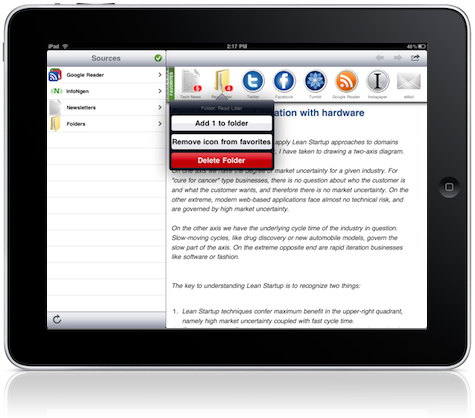 iPad
2:17 PM
Sources
Google Reader
InfoNgen
Newsletters
Folders
FAVORITES
Tech News
Twitter
Facebook
Tumblr
Google Reader
Instapaper
eMail
5
4
Folder: Read Later
Add 1 to folder
Remove icon from favorites
Delete Folder
ation with hardware
apply Lean Startup approaches to domains
I have taken to drawing a two-axis diagram.
On one axis we have the degree of market uncertainty for a given industry. For
"cure for cancer" type businesses, there is no question about who the customer is
and what the customer wants, and therefore there is no market uncertainty. On the
other extreme, modern web-based applications face almost no technical risk, and
are governed by high market uncertainty.
On the other axis we have the underlying cycle time of the industry in question.
Slow-moving cycles, like drug discovery or new automobile models, govern the
slow part of the axis. On the extreme opposite end are rapid iteration businesses
like software or fashion.
The key to understanding Lean Startup is to recognize two things:
1. Lean Startup techniques confer maximum benefit in the upper-right quadrant,
namely high market uncertainty coupled with fast cycle time.